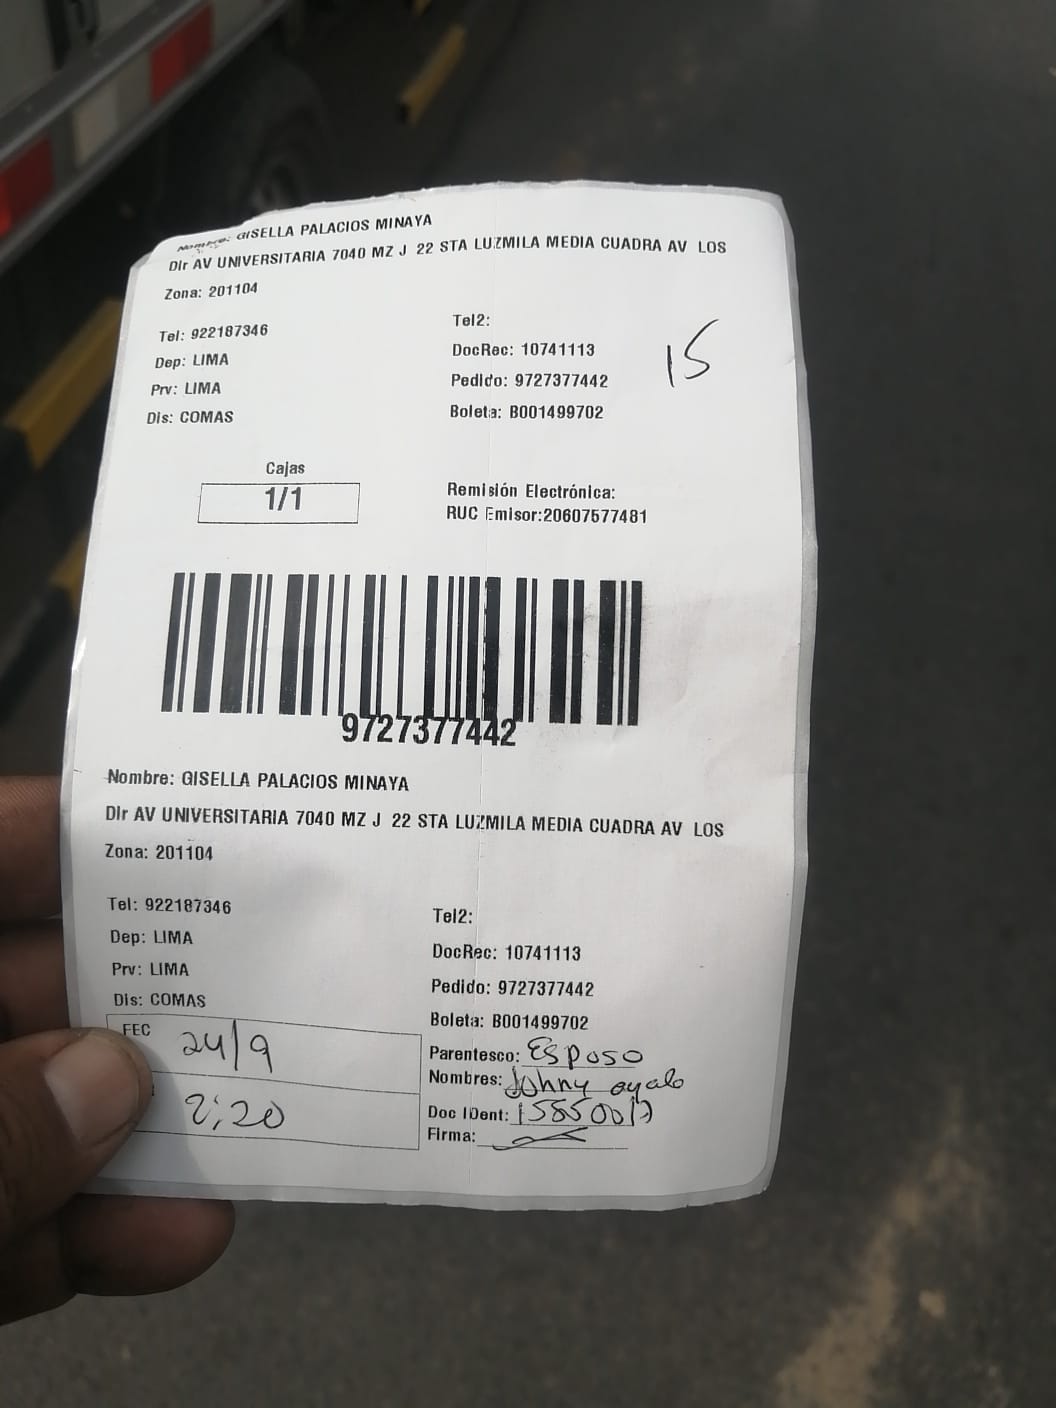 Nombre: GISELLA PALACIOS MINAYA
Dir AV UNIVERSITARIA 7040 MZ J 22 STA LUZMILA MEDIA CUADRA AV LOS
Zona: 201104
Tel: 922187346 Tel2:
Dep: LIMA DocRec: 10741113
Prv: LIMA Pedido: 9727377442
Dis: COMAS Boleta: B001499702
15
Cajas
1/1
Remisión Electrónica:
RUC Emisor:20607577481
9727377442
Nombre: GISELLA PALACIOS MINAYA
Dir AV UNIVERSITARIA 7040 MZ J 22 STA LUZMILA MEDIA CUADRA AV LOS
Zona: 201104
Tel: 922187346 Tel2:
Dep: LIMA DocRec: 10741113
Prv: LIMA Pedido: 9727377442
Dis: COMAS Boleta: B001499702
FEC 24/9
2:20
Parentesco: Esposo
Nombres: Johny ayala
Doc IDent:
Firma: